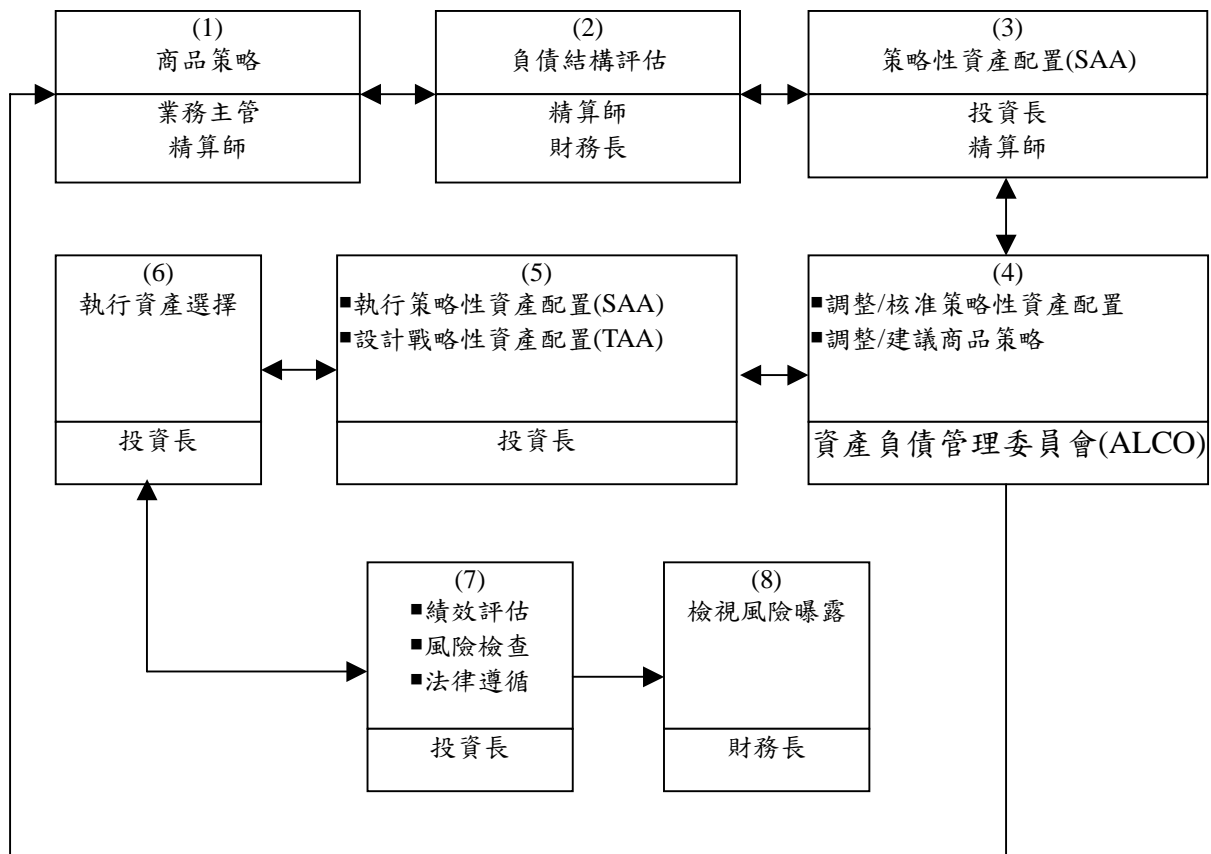 (1)
商品策略
業務主管
精算師
(2)
負債結構評估
精算師
財務長
(3)
策略性資產配置(SAA)
投資長
精算師
(4)
■調整/核准策略性資產配置
■調整/建議商品策略
資產負債管理委員會(ALCO)
(5)
■執行策略性資產配置(SAA)
■設計戰略性資產配置(TAA)
投資長
(6)
執行資產選擇
投資長
(7)
■績效評估
■風險檢查
■法律遵循
投資長
(8)
檢視風險曝露
財務長